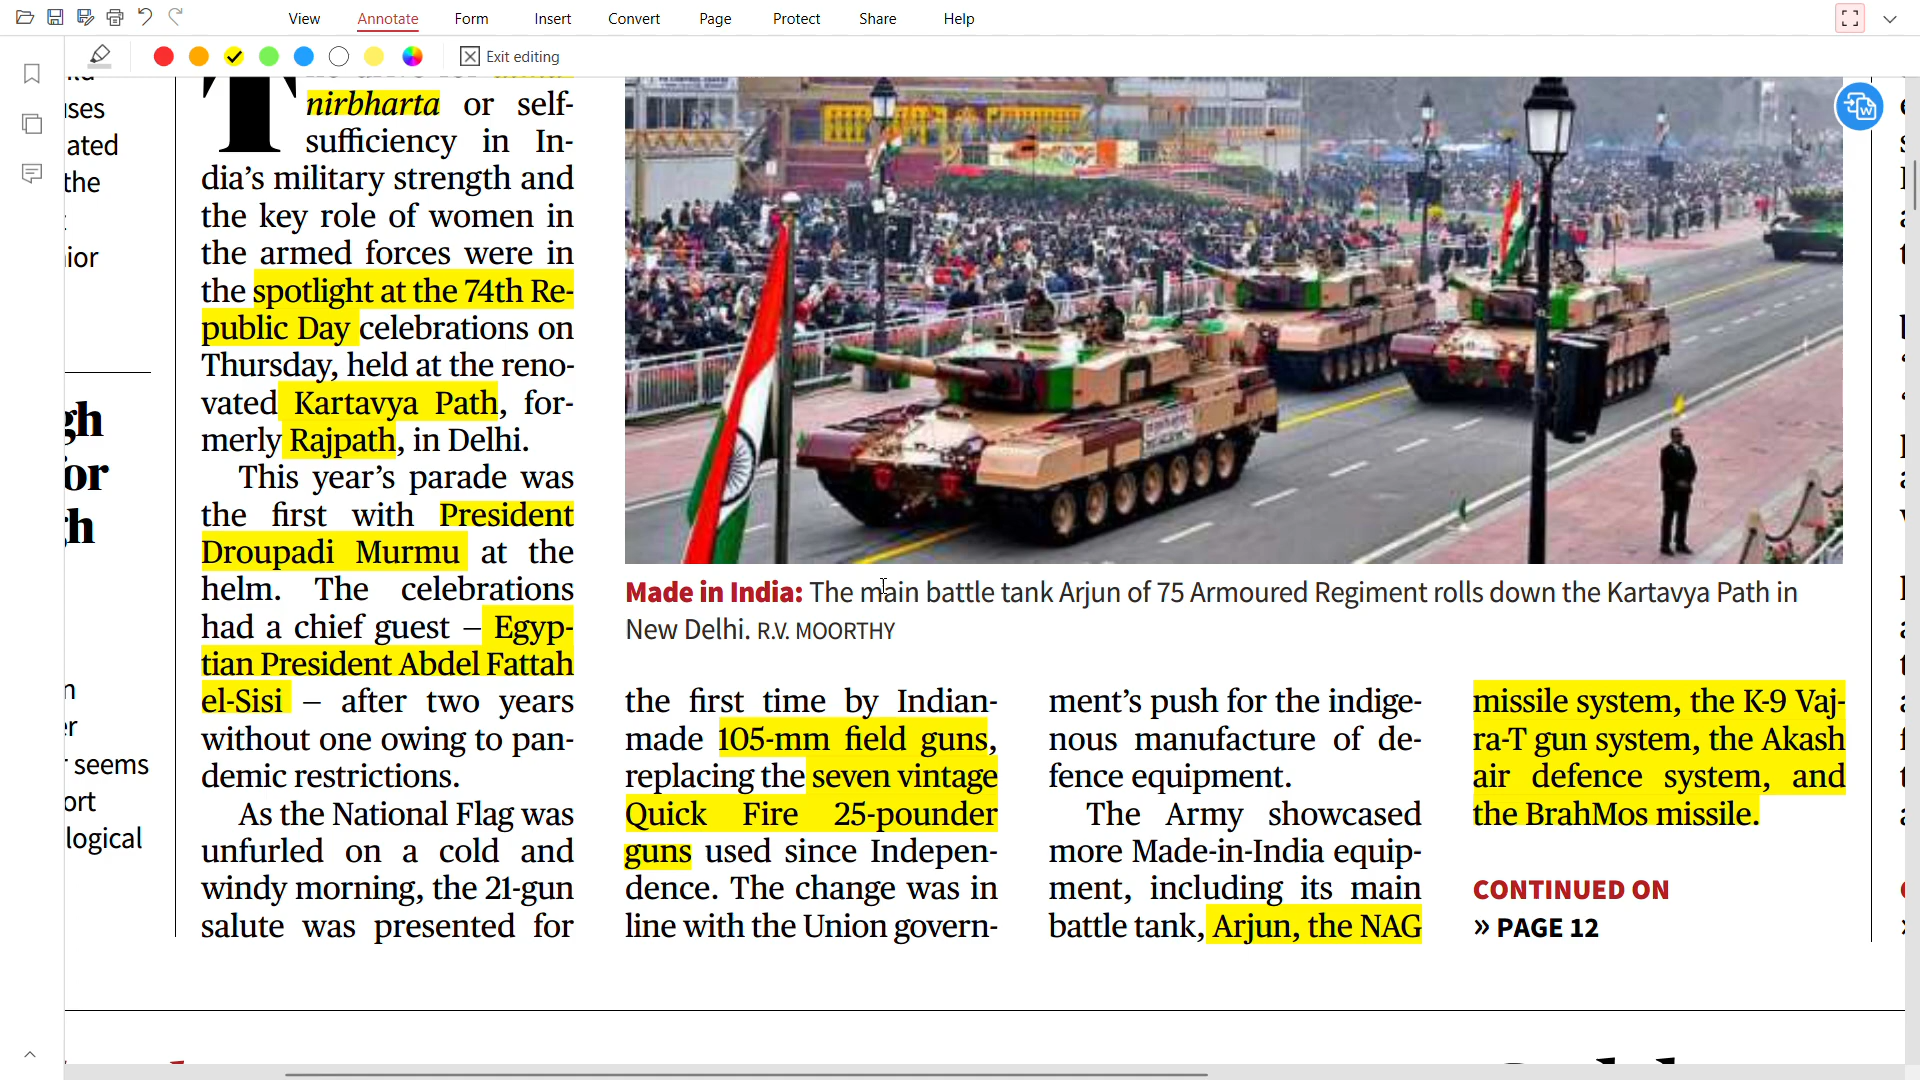 View Annotate Form Insert Convert Page Protect Share Help
Exit editing
uses
ated
the
ior
gh
for
gh
seems
ort
logical
nirbharta or self-
sufficiency in In-
dia’s military strength and
the key role of women in
the armed forces were in
the spotlight at the 74th Re-
public Day celebrations on
Thursday, held at the reno-
vated Kartavya Path, for-
merly Rajpath, in Delhi.
This year’s parade was
the first with President
Droupadi Murmu at the
helm. The celebrations
had a chief guest – Egyp-
tian President Abdel Fattah
el-Sisi – after two years
without one owing to pan-
demic restrictions.
As the National Flag was
unfurled on a cold and
windy morning, the 21-gun
salute was presented for
Made in India: The main battle tank Arjun of 75 Armoured Regiment rolls down the Kartavya Path in
New Delhi. R.V. MOORTHY
the first time by Indian-
made 105-mm field guns,
replacing the seven vintage
Quick Fire 25-pounder
guns used since Indepen-
dence. The change was in
line with the Union govern-
ment’s push for the indige-
nous manufacture of de-
fence equipment.
The Army showcased
more Made-in-India equip-
ment, including its main
battle tank, Arjun, the NAG
missile system, the K-9 Vaj-
ra-T gun system, the Akash
air defence system, and
the BrahMos missile.
CONTINUED ON
» PAGE 12